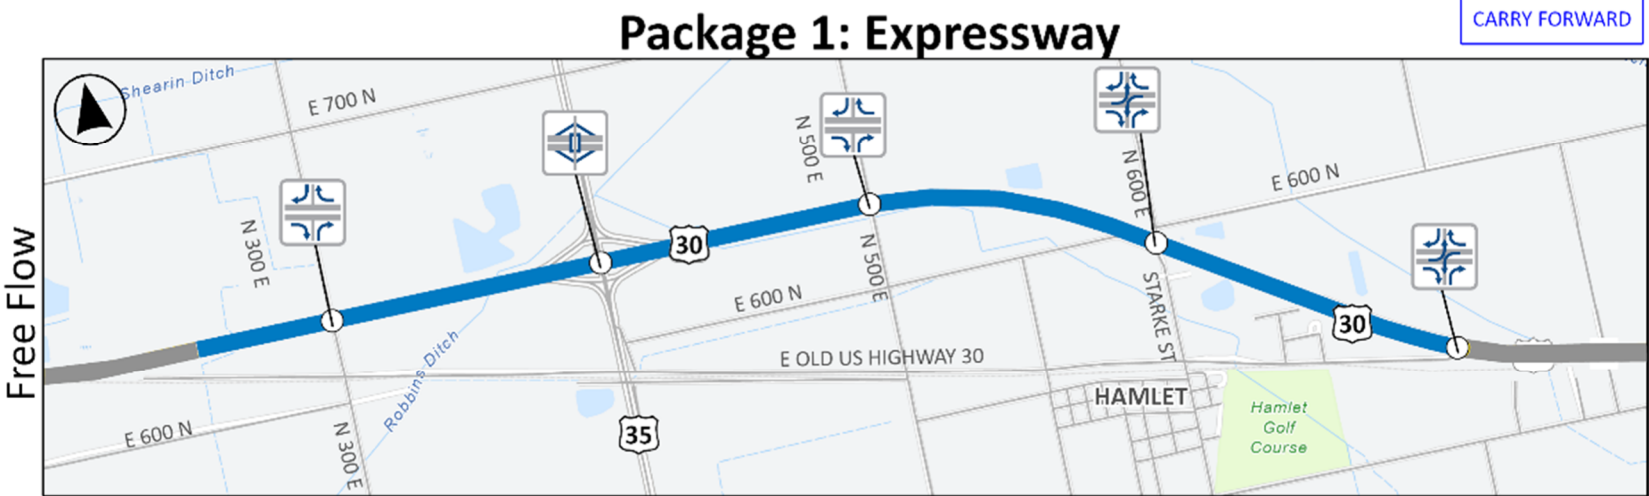 CARRY FORWARD
Package 1: Expressway
Free Flow
Shearin Ditch
E 700 N
N 300 E
N 500 E
N 600 E
E 600 N
30
N 500 E
E 600 N
STARKE ST
30
Robbins Ditch
E OLD US HIGHWAY 30
HAMLET
E 600 N
N 300 E
35
Hamlet
Golf
Course